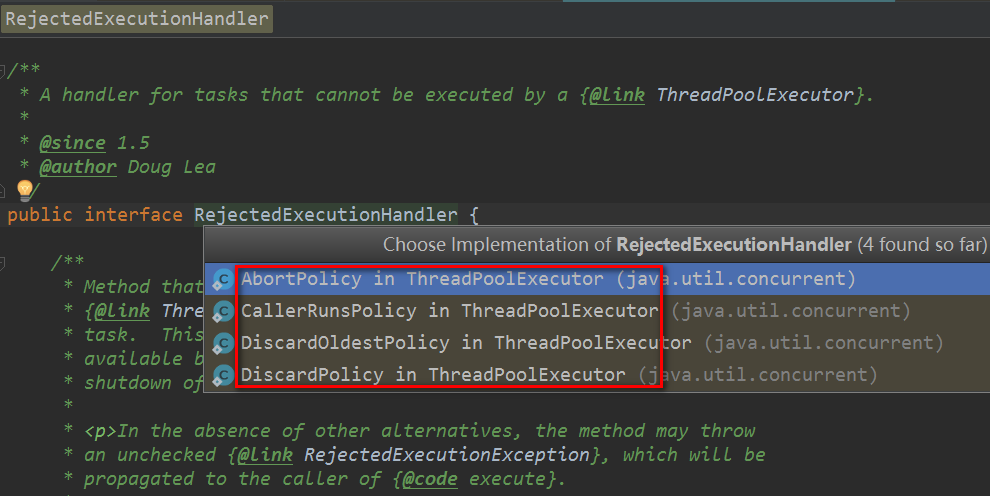 RejectedExecutionHandler
/**
* A handler for tasks that cannot be executed by a {@link ThreadPoolExecutor}.
*
* @since 1.5
* @author Doug Lea
/
public interface RejectedExecutionHandler {
Choose Implementation of RejectedExecutionHandler (4 found so far)
/**
AbortPolicy in ThreadPoolExecutor (java.util.concurrent)
* Method that
CallerRunsPolicy in ThreadPoolExecutor (java.util.concurrent)
* {@link Thre
* task. This
DiscardOldestPolicy in ThreadPoolExecutor (java.util.concurrent)
* available b
DiscardPolicy in ThreadPoolExecutor (java.util.concurrent)
* shutdown of
*
* <p>In the absence of other alternatives, the method may throw
* an unchecked {@link RejectedExecutionException}, which will be
* propagated to the caller of {@code execute}.